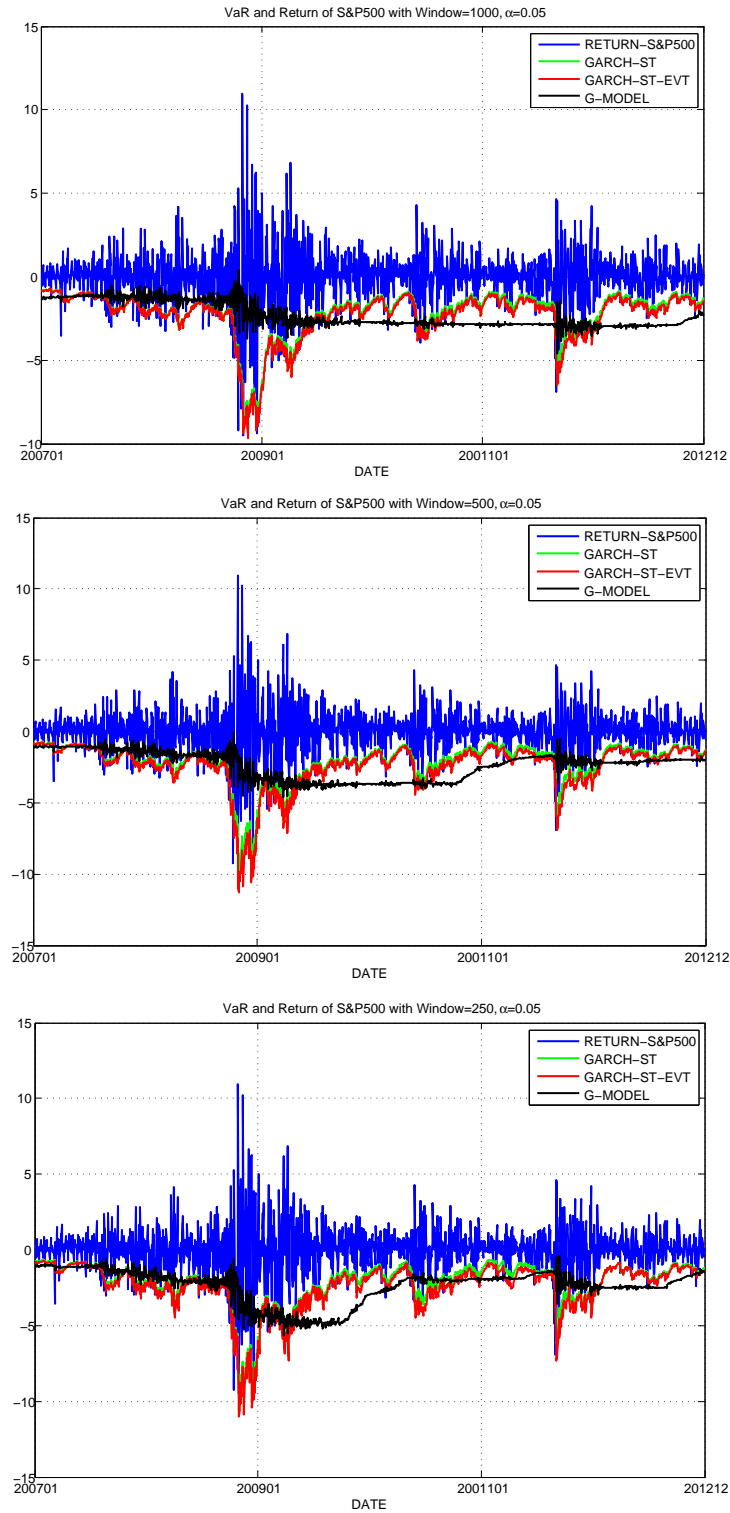 VaR and Return of S&P500 with Window=1000, α=0.05
RETURN−S&P500
GARCH−ST
GARCH−ST−EVT
G−MODEL
15
10
5
0
−5
−10
200701
200901
2001101
201212
DATE
VaR and Return of S&P500 with Window=500, α=0.05
RETURN−S&P500
GARCH−ST
GARCH−ST−EVT
G−MODEL
15
10
5
0
−5
−10
−15
200701
200901
2001101
201212
DATE
VaR and Return of S&P500 with Window=250, α=0.05
RETURN−S&P500
GARCH−ST
GARCH−ST−EVT
G−MODEL
15
10
5
0
−5
−10
−15
200701
200901
2001101
201212
DATE